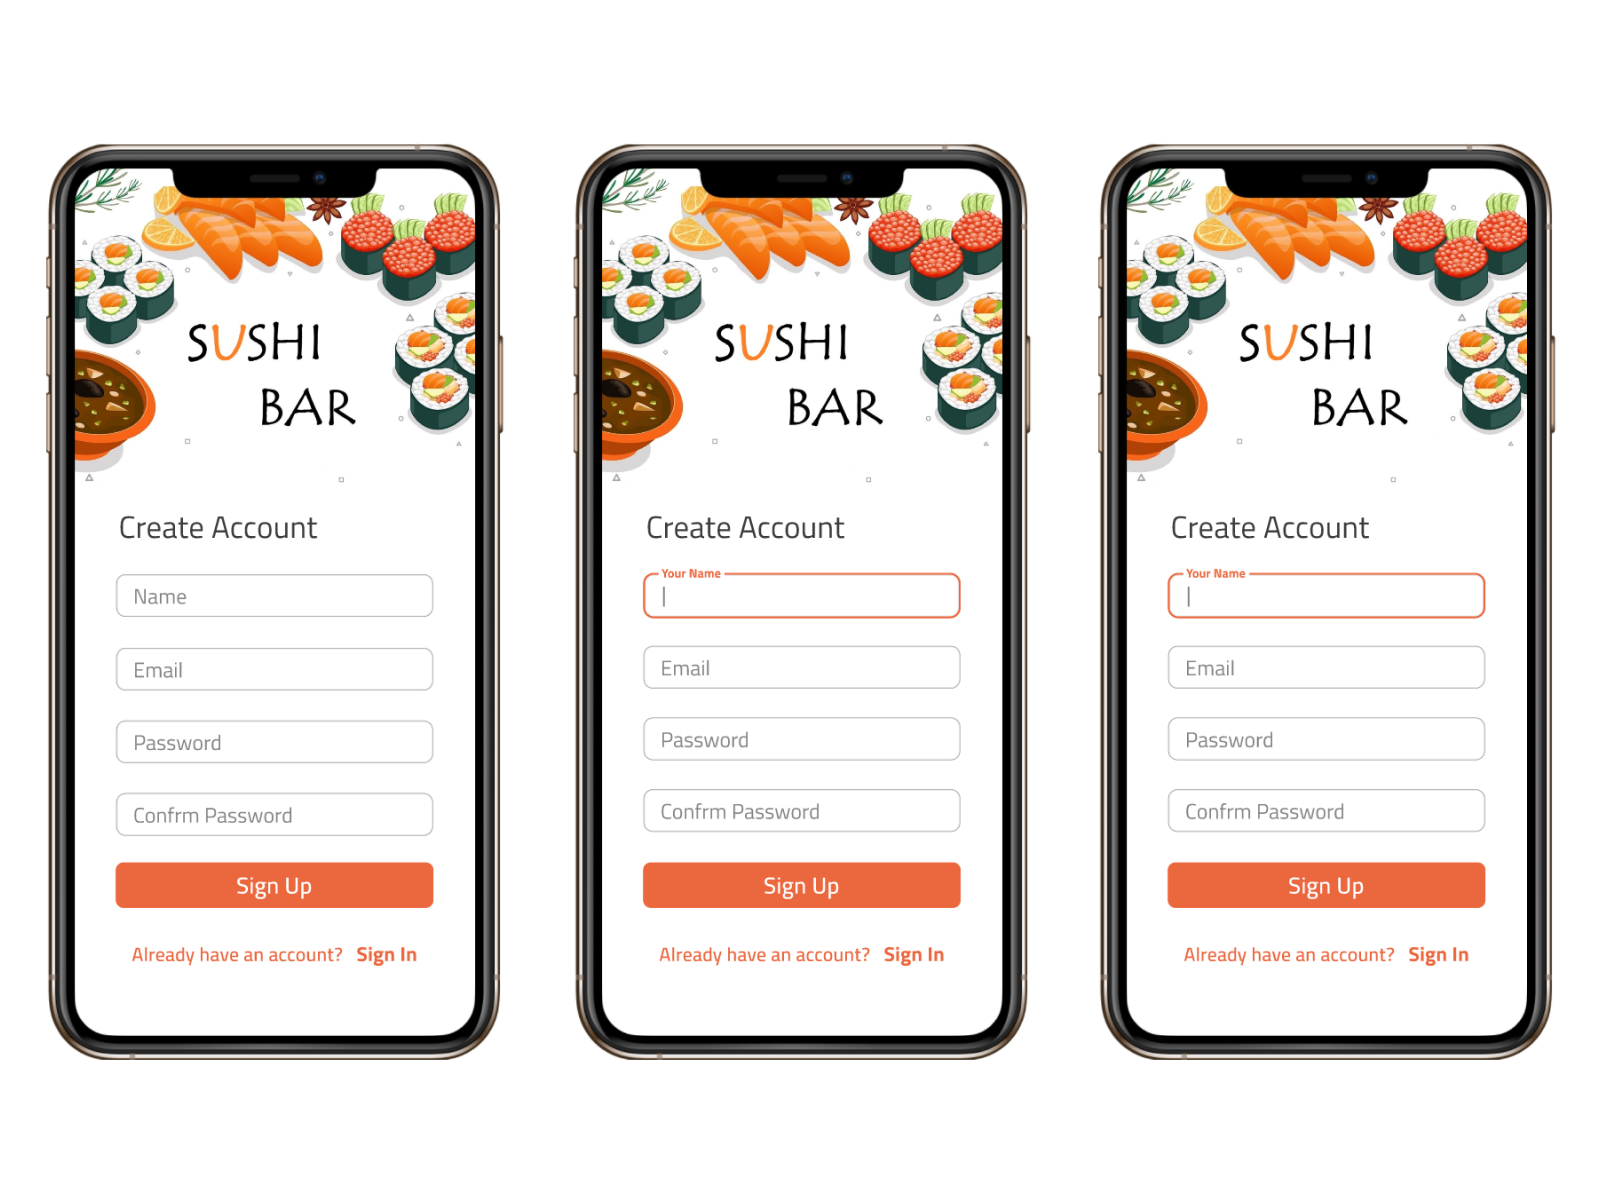 SUSHI
BAR
Create Account
Name
Email
Password
Confrm Password
Sign Up
Already have an account? Sign In
SUSHI
BAR
Create Account
Your Name
Email
Password
Confrm Password
Sign Up
Already have an account? Sign In
SUSHI
BAR
Create Account
Your Name
Email
Password
Confrm Password
Sign Up
Already have an account? Sign In